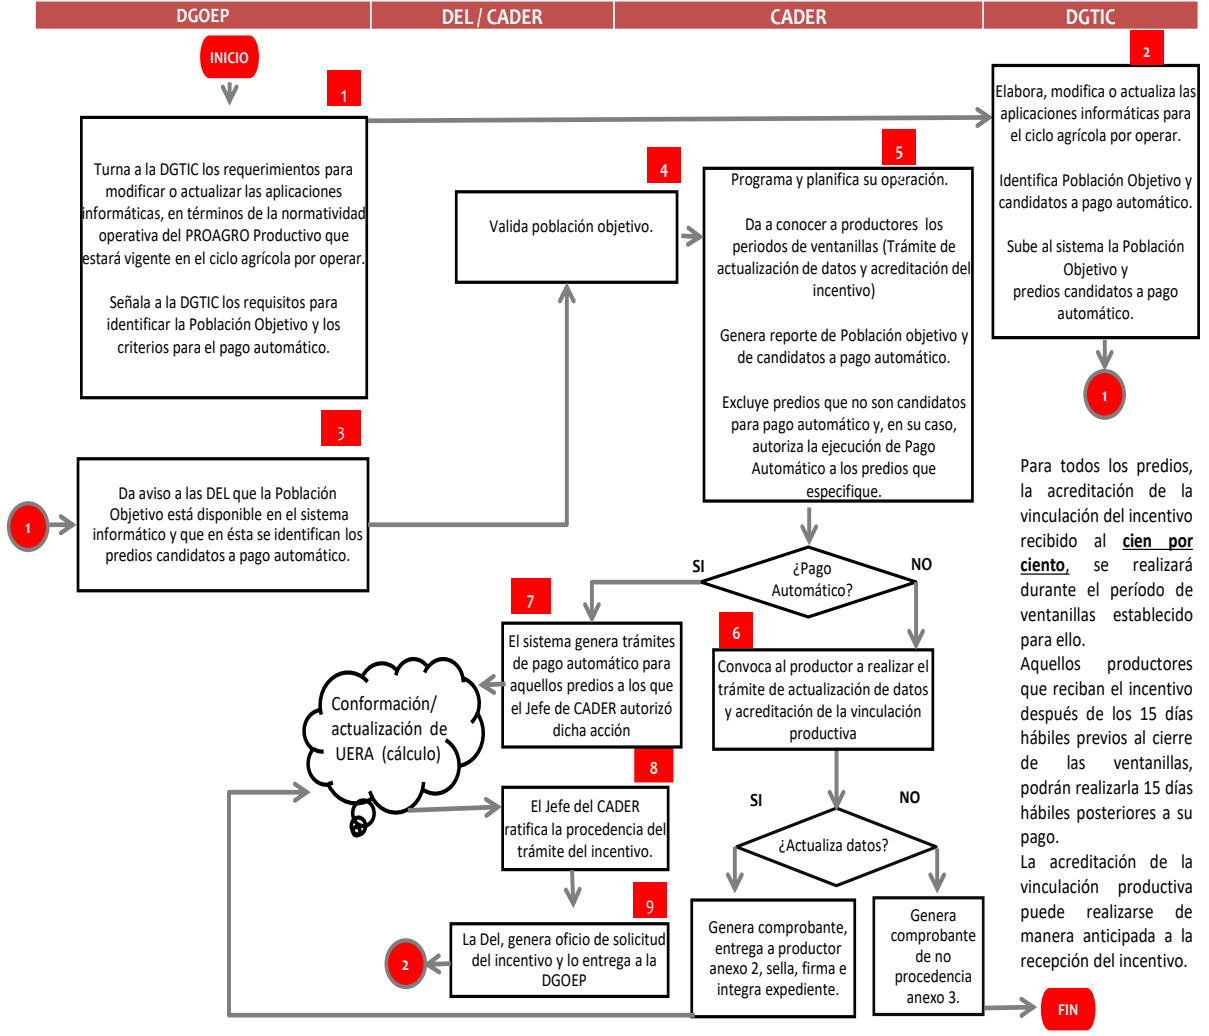 DGOEP
DEL / CADER
CADER
DGTIC
INICIO
1
Turna a la DGTIC los requerimientos para
modificar o actualizar las aplicaciones
informáticas, en términos de la normatividad
operativa del PROAGRO Productivo que
estará vigente en el ciclo agrícola por operar.
Señala a la DGTIC los requisitos para
identificar la Población Objetivo y los
criterios para el pago automático.
2
Elabora, modifica o actualiza las
aplicaciones informáticas para
el ciclo agrícola por operar.
Identifica Población Objetivo y
candidatos a pago automático.
Sube al sistema la Población
Objetivo y
predios candidatos a pago
automático.
1
3
1
Da aviso a las DEL que la Población
Objetivo está disponible en el sistema
informático y que en ésta se identifican los
predios candidatos a pago automático.
4
Valida población objetivo.
5
Programa y planifica su operación.
Da a conocer a productores los
periodos de ventanillas (Trámite de
actualización de datos y acreditación del
incentivo)
Genera reporte de Población objetivo y
de candidatos a pago automático.
Excluye predios que no son candidatos
para pago automático y, en su caso,
autoriza la ejecución de Pago
Automático a los predios que
especifique.
SI
¿Pago
Automático?
NO
7
El sistema genera trámites
de pago automático para
aquellos predios a los que
el Jefe de CADER autorizó
dicha acción
6
Convoca al productor a realizar el
trámite de actualización de datos
y acreditación de la vinculación
productiva
Conformación/
actualización de
UERA (cálculo)
8
El Jefe del CADER
ratifica la procedencia del
trámite del incentivo.
SI
NO
¿Actualiza datos?
9
La Del, genera oficio de solicitud
del incentivo y lo entrega a la
DGOEP
2
Genera comprobante,
entrega a productor
anexo 2, sella, firma e
integra expediente.
Genera
comprobante
de no
procedencia
anexo 3.
FIN
Para todos los predios,
la acreditación de la
vinculación del incentivo
recibido al cien por
ciento, se realizará
durante el período de
ventanillas establecido
para ello.
Aquellos productores
que reciban el incentivo
después de los 15 días
hábiles previos al cierre
de las ventanillas,
podrán realizarla 15 días
hábiles posteriores a su
pago.
La acreditación de la
vinculación productiva
puede realizarse de
manera anticipada a la
recepción del incentivo.